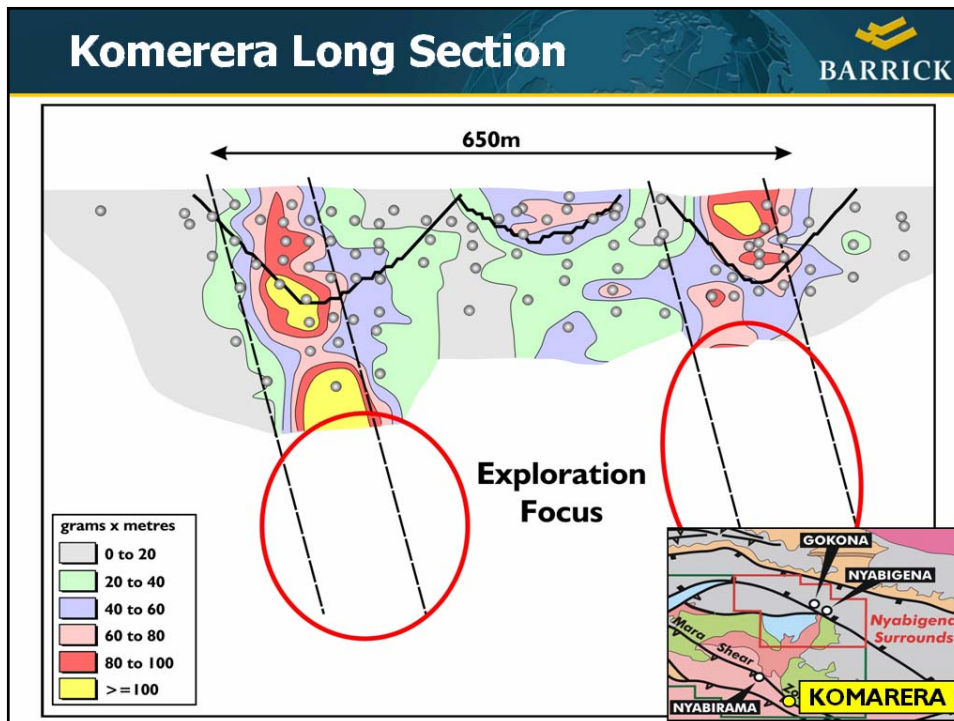 Komerera Long Section
BARRICK
650m
Exploration
Focus
grams x metres
0 to 20
20 to 40
40 to 60
60 to 80
80 to 100
>=100
GOKONA
NYABIGENA
Nyabigena
Surrounds
Mara Shear Zo
NYABIRAMA
KOMARERA